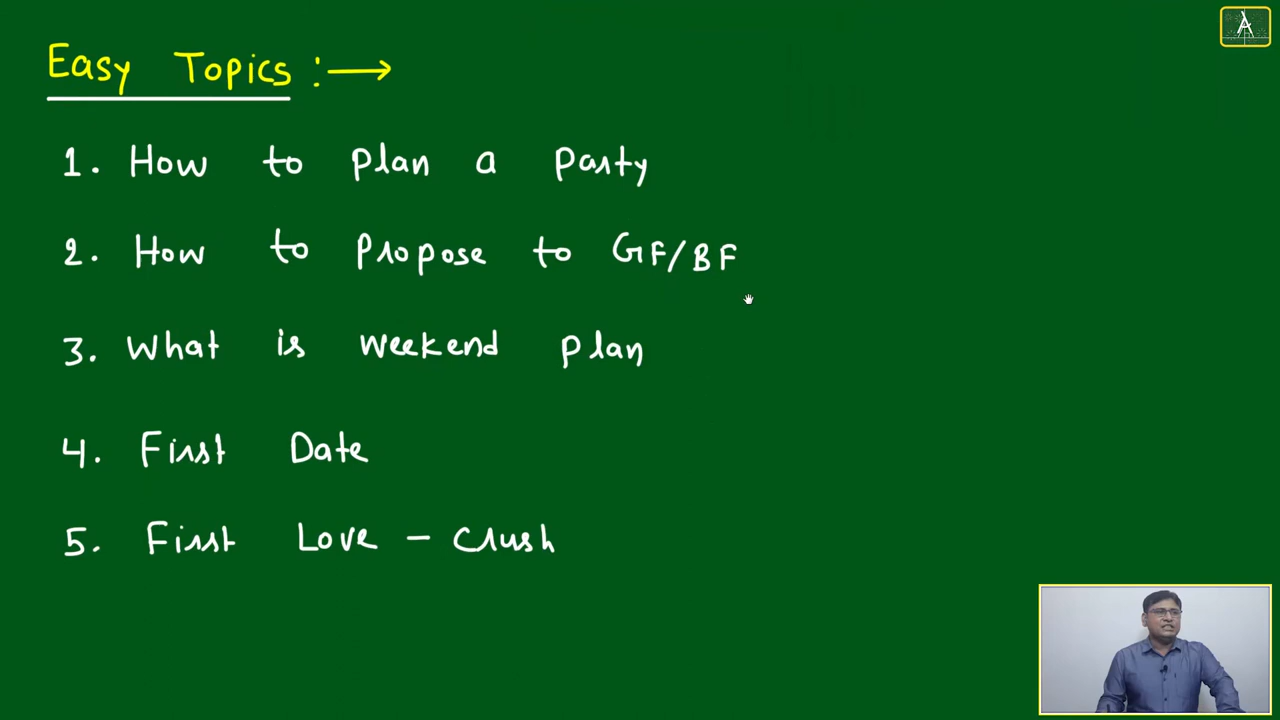 Easy Topics :→
1. How to plan a party
2. How to Propose to GF/BF
3. What is weekend plan
4. First Date
5. First Love - Crush